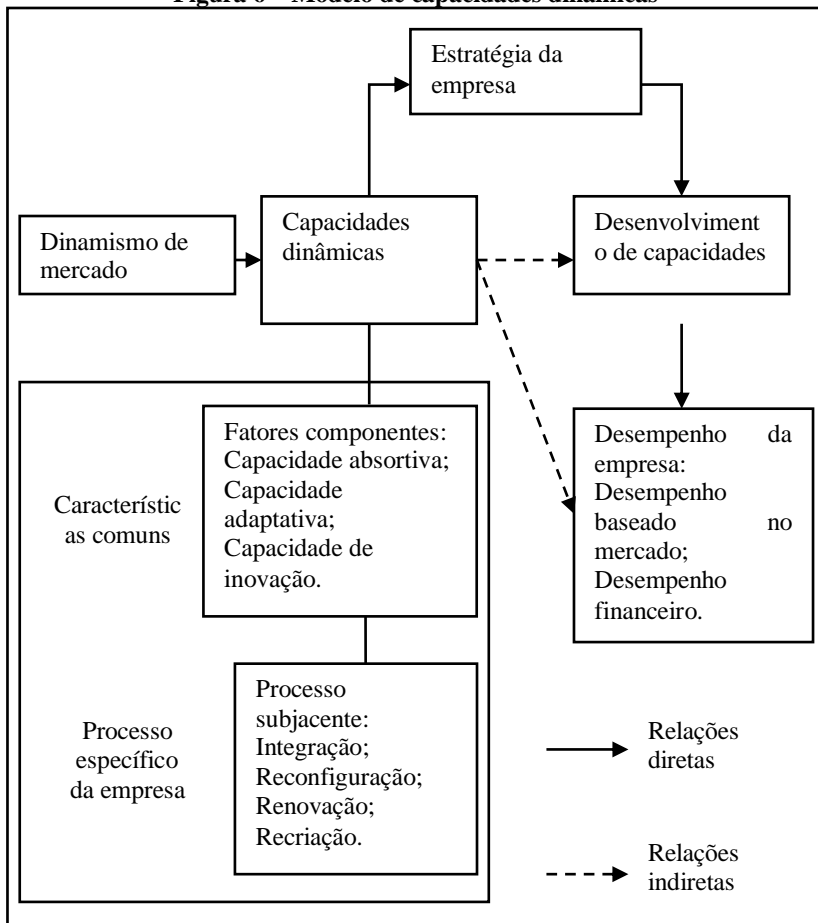 Figura 6 – Modelo de capacidades dinâmicas
Estratégia da
empresa
Dinamismo de
mercado
Capacidades
dinâmicas
Desenvolviment
o de capacidades
Fatores componentes:
Capacidade absortiva;
Capacidade
adaptativa;
Capacidade de
inovação.
Característic
as comuns
Desempenho da
empresa:
Desempenho
baseado no
mercado;
Desempenho
financeiro.
Processo
subjacente:
Integração;
Reconfiguração;
Renovação;
Recriação.
Processo
específico
da empresa
Relações
diretas
Relações
indiretas